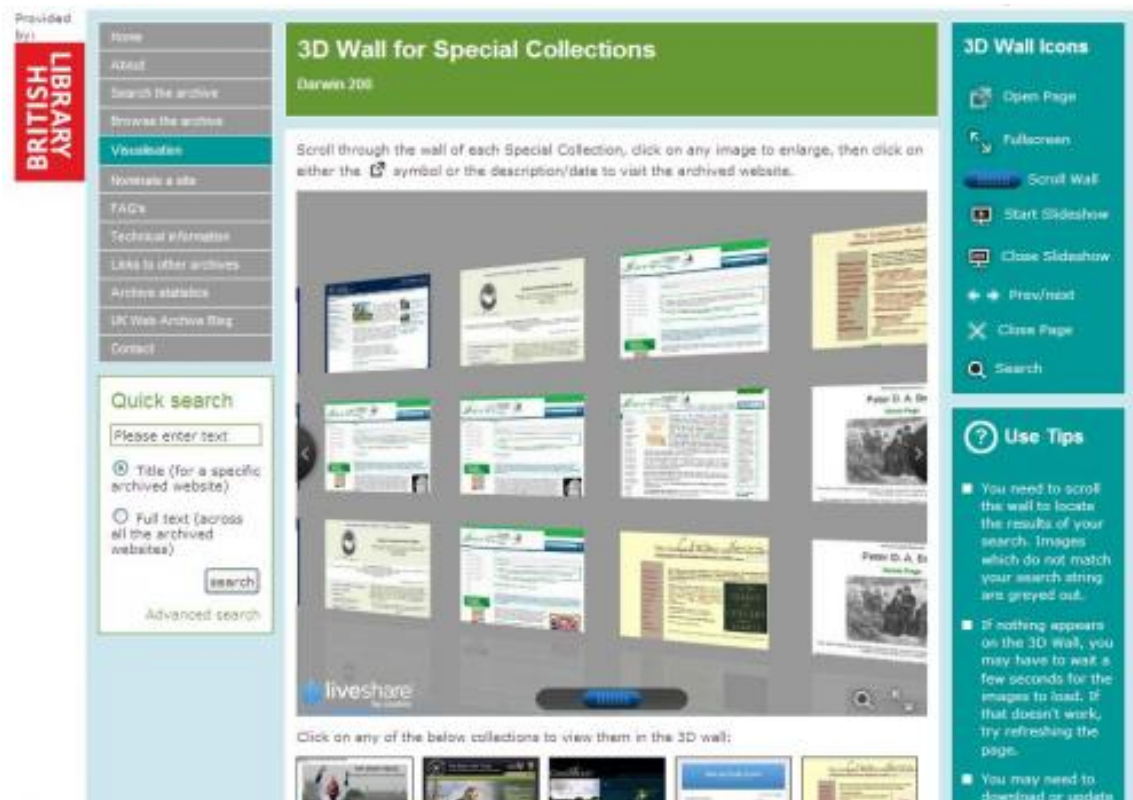 Provided
by:
BRITISH
LIBRARY
Home
About
Search the archive
Browse the archive
Visualisation
Nominate a site
FAQ's
Technical information
Links to other archives
Archive statistics
UK Web Archive Blog
Contact
Quick search
Please enter text
Title (for a specific
archived website)
Full text (across
all the archived
websites)
search
Advanced search
3D Wall for Special Collections
Darwin 200
Scroll through the wall of each Special Collection, click on any image to enlarge, then click on
either the symbol or the description/date to visit the archived website.
Peter D. A. B
Home Page
Peter D. A. B
Home Page
liveshare
Click on any of the below collections to view them in the 3D wall:
3D Wall Icons
Open Page
Fullscreen
Scroll Wall
Start Slideshow
Close Slideshow
Prev/next
Close Page
Search
? Use Tips
You need to scroll
the wall to locate
the results of your
search. Images
which do not match
your search string
are greyed out.
If nothing appears
on the 3D Wall, you
may have to wait a
few seconds for the
images to load. If
that doesn't work,
try refreshing the
page.
You may need to
download or update